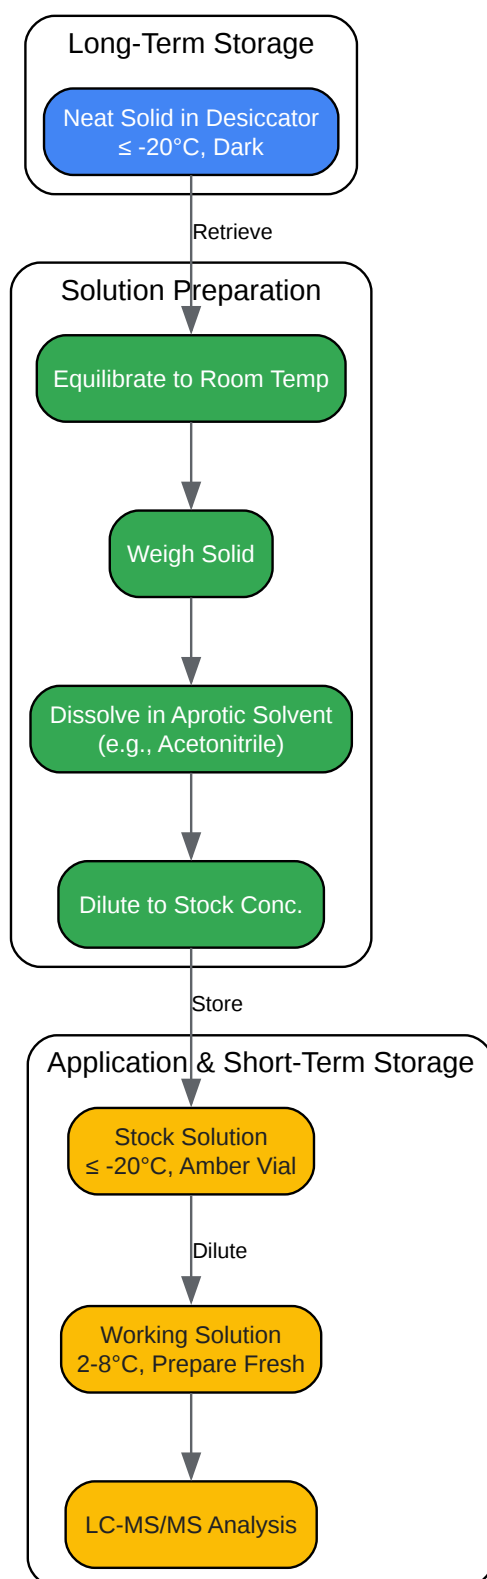 Long-Term Storage
Neat Solid in Desiccator
≤ -20°C, Dark
Retrieve
Solution Preparation
Equilibrate to Room Temp
Weigh Solid
Dissolve in Aprotic Solvent
(e.g., Acetonitrile)
Dilute to Stock Conc.
Store
Application & Short-Term Storage
Stock Solution
≤ -20°C, Amber Vial
Dilute
Working Solution
2-8°C, Prepare Fresh
LC-MS/MS Analysis